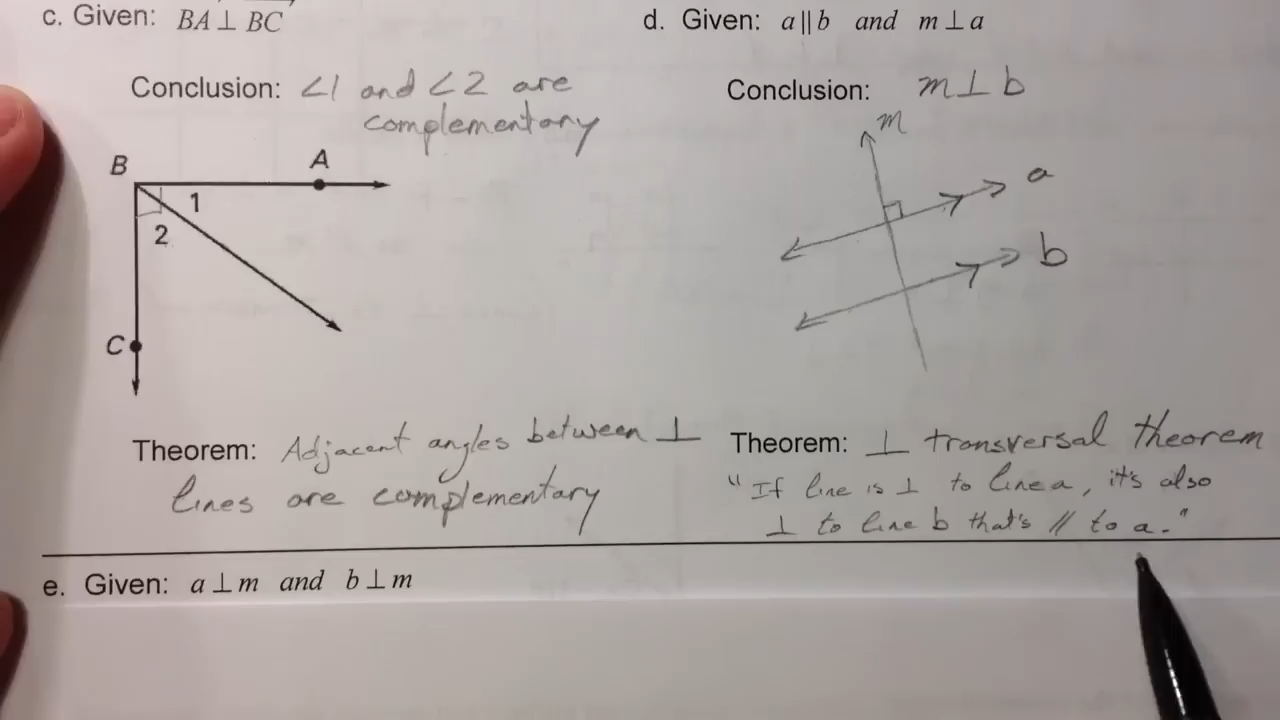 c. Given: BA ⊥ BC
Conclusion: ∠1 and ∠2 are
complementary
B
A
1
2
C
Theorem: Adjacent angles between ⊥
lines are complementary
d. Given: a || b and m ⊥ a
Conclusion: m ⊥ b
m
a
b
Theorem: ⊥ transversal theorem
"If line is ⊥ to line a, it's also
⊥ to line b that's // to a."
e. Given: a ⊥ m and b ⊥ m